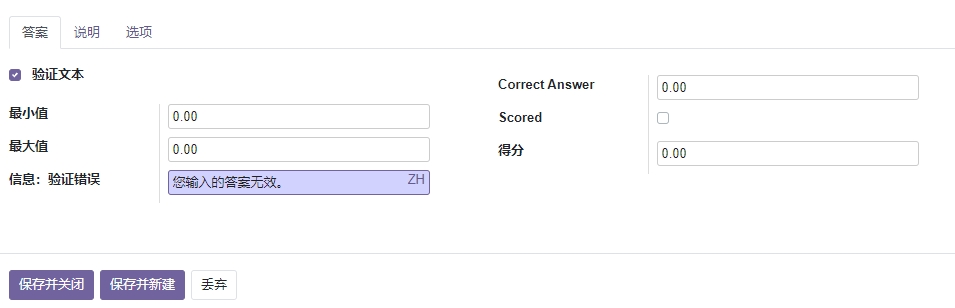 答案 说明 选项
验证文本
最小值 0.00
最大值 0.00
信息：验证错误 您输入的答案无效。 ZH
Correct Answer 0.00
Scored
得分 0.00
保存并关闭 保存并新建 丢弃